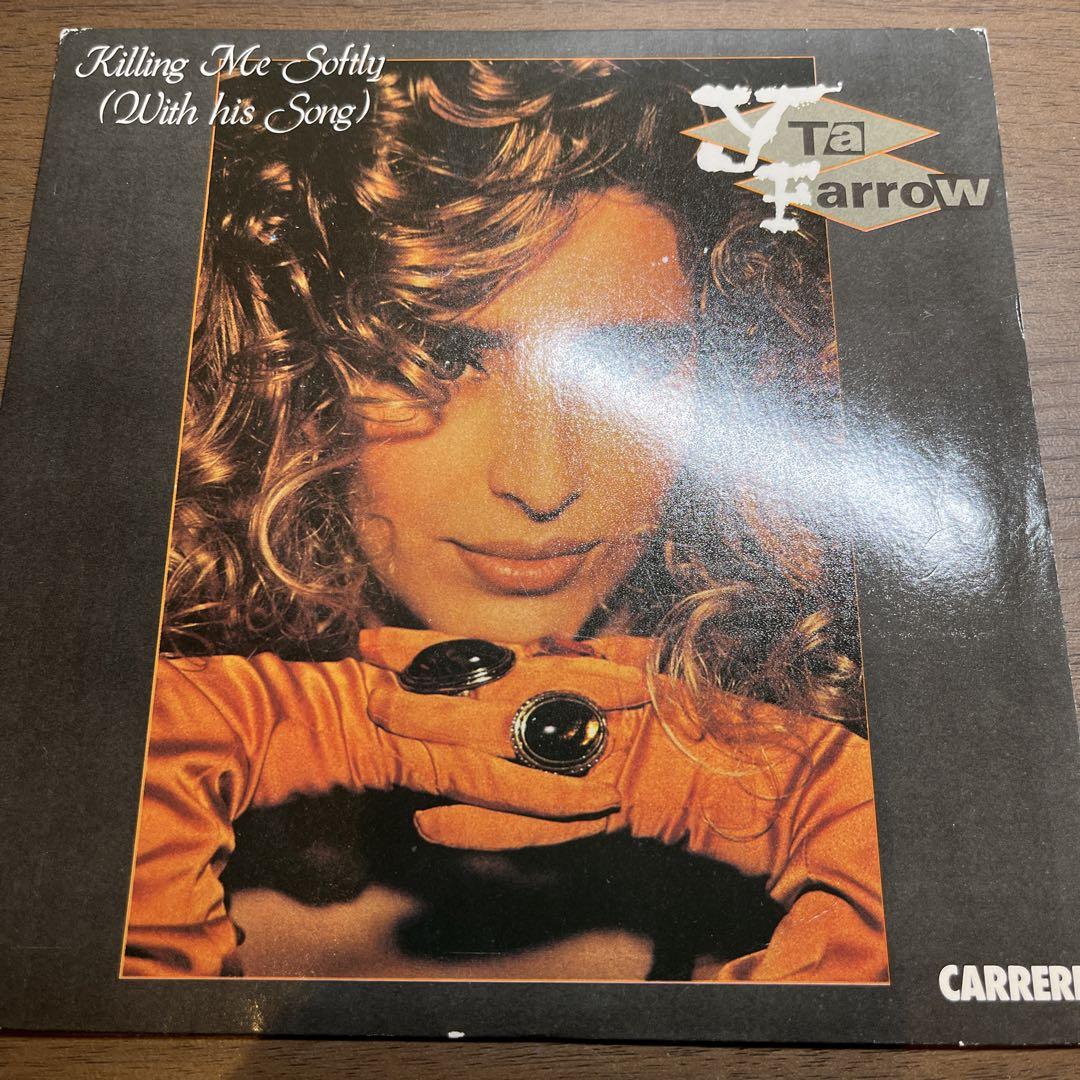 Killing Me Softly
(With his Song)
YTa
Farrow
CARRERE